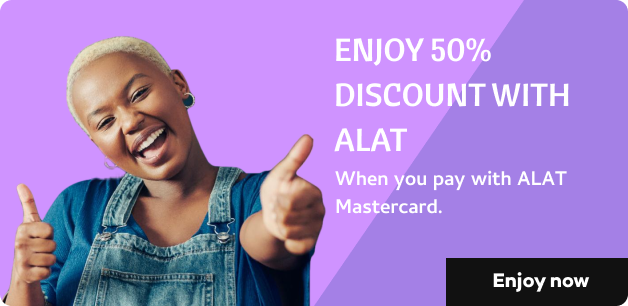 ENJOY 50%
DISCOUNT WITH
ALAT
When you pay with ALAT
Mastercard.
Enjoy now